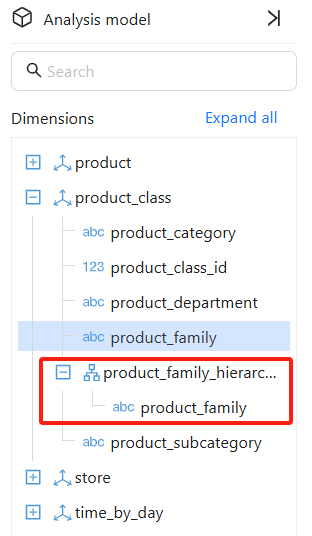 Analysis model
Search
Dimensions Expand all
product
product_class
abc product_category
123 product_class_id
abc product_department
abc product_family
product_family_hierarc...
abc product_family
abc product_subcategory
store
time_by_day